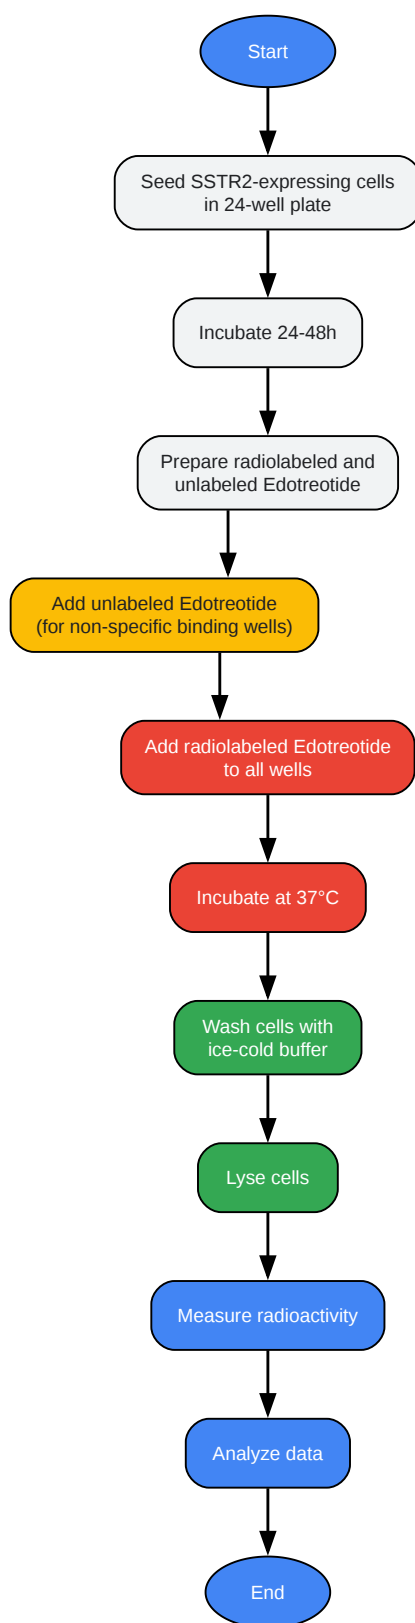 Start
Seed SSTR2-expressing cells
in 24-well plate
Incubate 24-48h
Prepare radiolabeled and
unlabeled Edotreotide
Add unlabeled Edotreotide
(for non-specific binding wells)
Add radiolabeled Edotreotide
to all wells
Incubate at 37°C
Wash cells with
ice-cold buffer
Lyse cells
Measure radioactivity
Analyze data
End